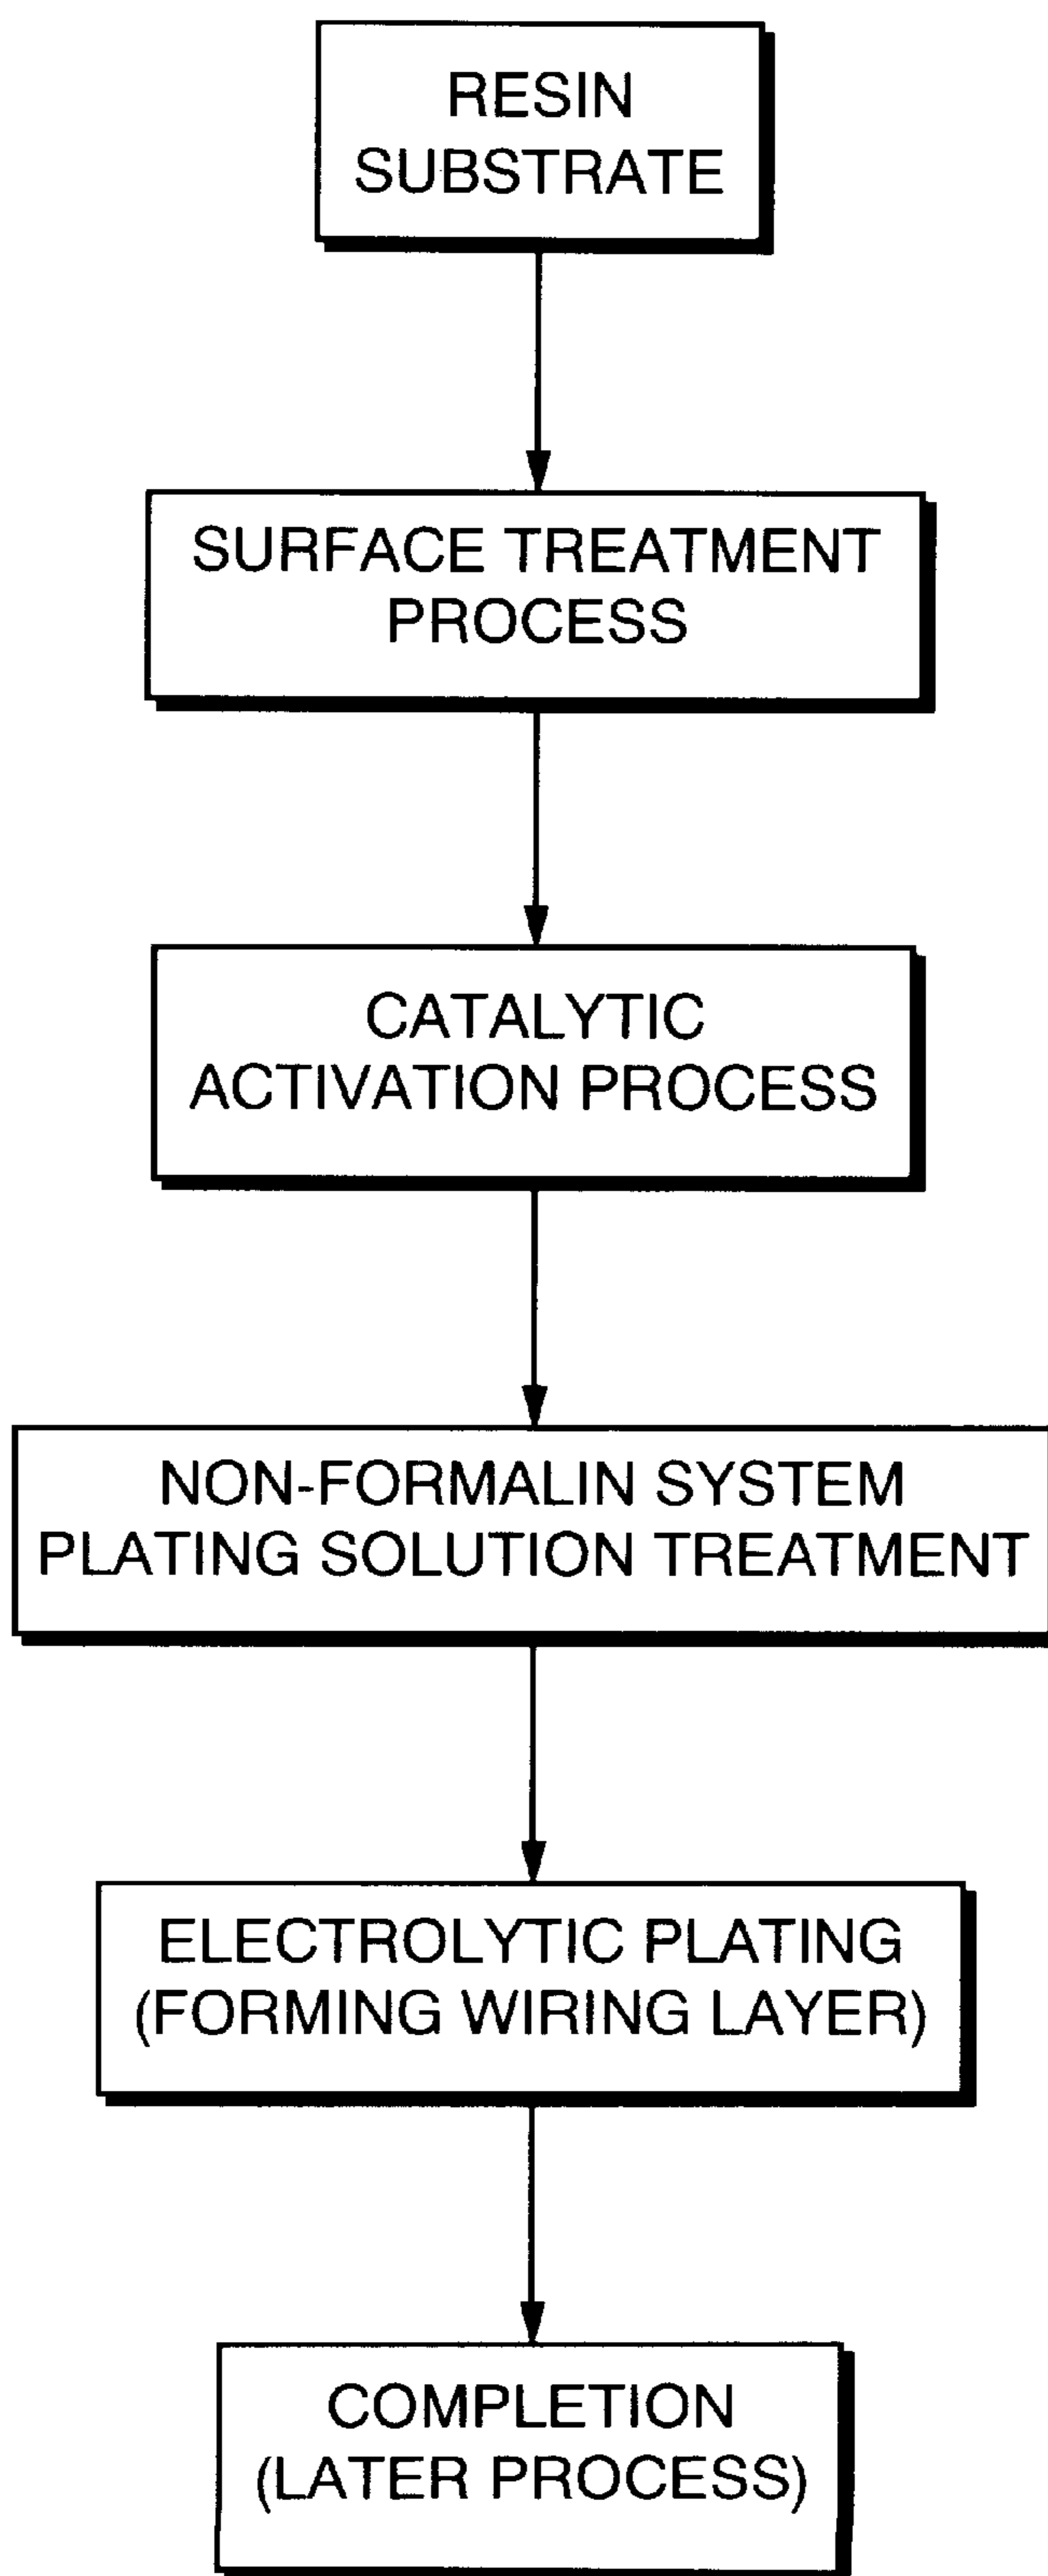 RESIN
SUBSTRATE
SURFACE TREATMENT
PROCESS
CATALYTIC
ACTIVATION PROCESS
NON-FORMALIN SYSTEM
PLATING SOLUTION TREATMENT
ELECTROLYTIC PLATING
(FORMING WIRING LAYER)
COMPLETION
(LATER PROCESS)